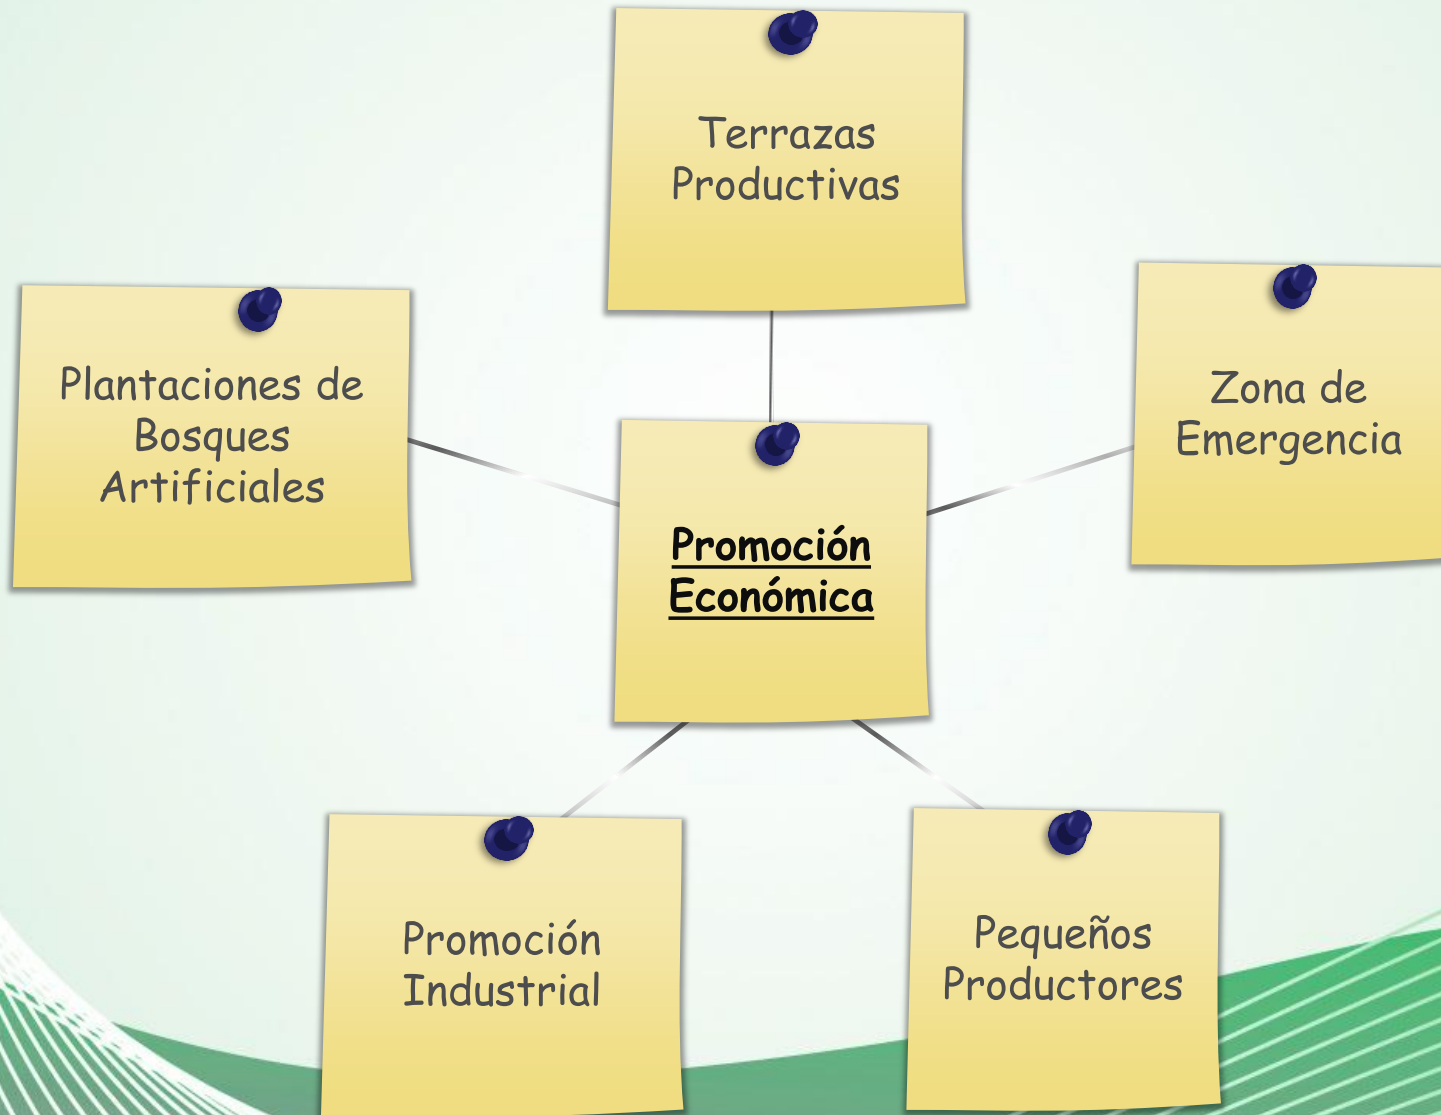 Terrazas
Productivas
Plantaciones de
Bosques
Artificiales
Zona de
Emergencia
Promoción
Económica
Promoción
Industrial
Pequeños
Productores